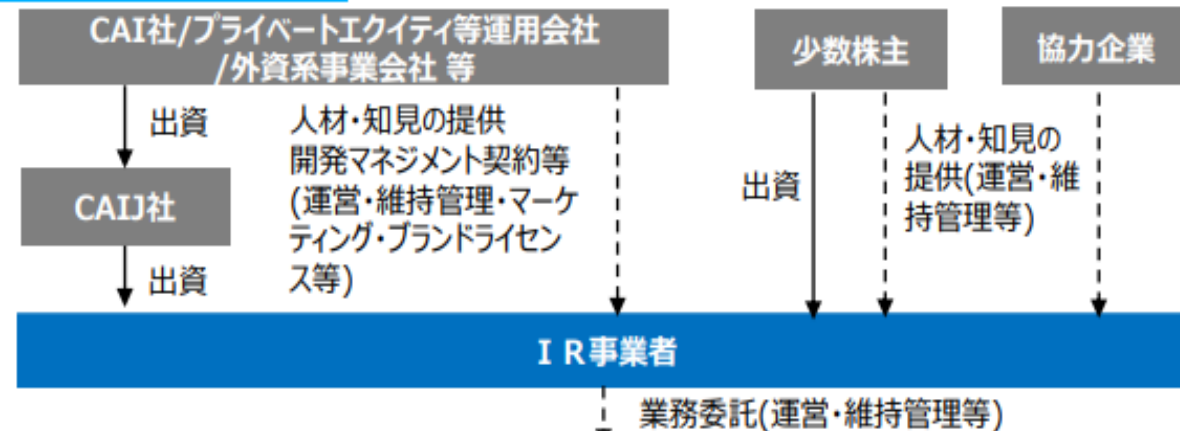 CAI社/プライベートエクイティ等運用会社
/外資系事業会社 等
少数株主
協力企業
出資
人材・知見の提供
開発マネジメント契約等
(運営・維持管理・マーケ
ティング・ブランドライセン
ス等)
出資
人材・知見の
提供(運営・維
持管理等)
CAIJ社
出資
ＩＲ事業者
業務委託(運営・維持管理等)